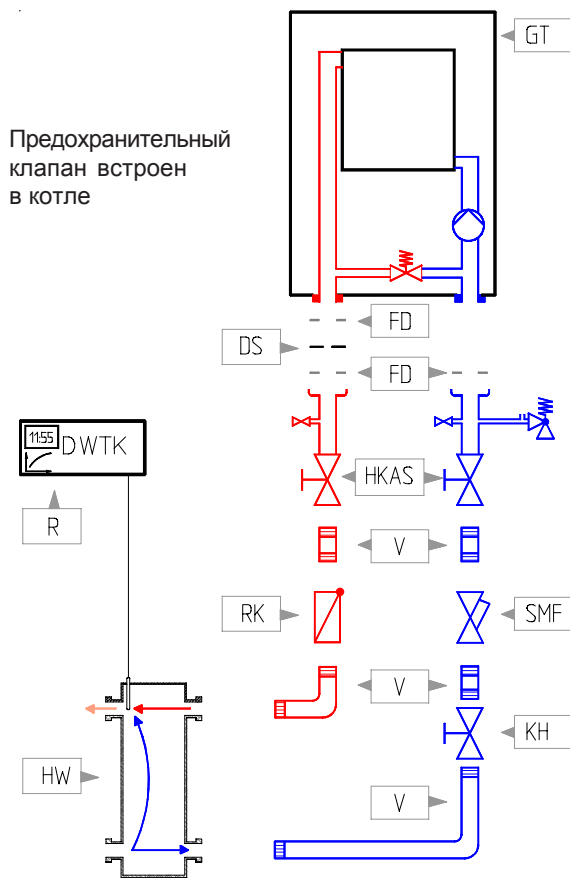 GT
Предохранительный
клапан встроен
в котле
FD
DS
FD
11:55 DWTK
HKAS
R
V
RK
SMF
V
KH
HW
V